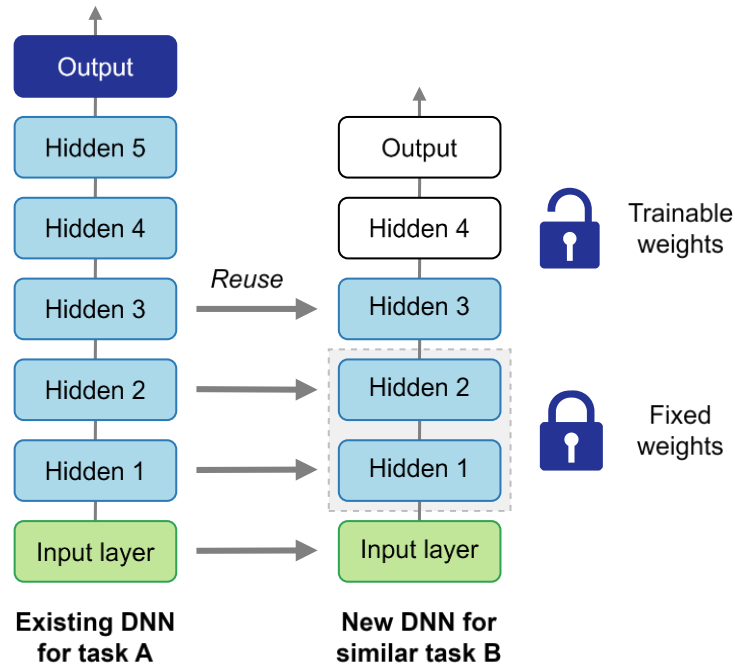 Output
Hidden 5
Hidden 4
Hidden 3
Hidden 2
Hidden 1
Input layer
Existing DNN
for task A
Reuse
Output
Hidden 4
Hidden 3
Hidden 2
Hidden 1
Input layer
New DNN for
similar task B
Trainable
weights
Fixed
weights